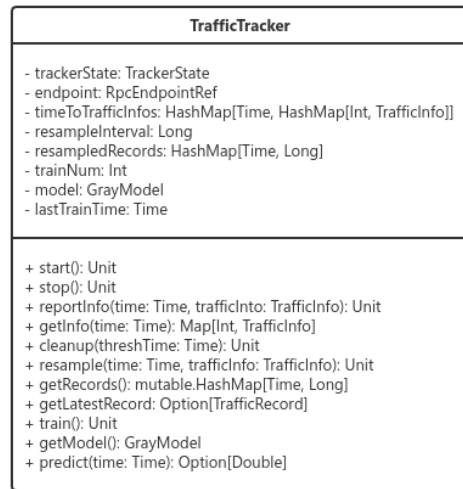 TrafficTracker
- trackerState: TrackerState
- endpoint: RpcEndpointRef
- timeToTrafficInfos: HashMap[Time, HashMap[Int, TrafficInfo]]
- resampleInterval: Long
- resampledRecords: HashMap[Time, Long]
- trainNum: Int
- model: GrayModel
- lastTrainTime: Time
+ start(): Unit
+ stop(): Unit
+ reportInfo(time: Time, trafficInto: TrafficInfo): Unit
+ getInfo(time: Time): Map[Int, TrafficInfo]
+ cleanup(threshTime: Time): Unit
+ resample(time: Time, trafficInfo: TrafficInfo): Unit
+ getRecords(): mutable.HashMap[Time, Long]
+ getLatestRecord: Option[TrafficRecord]
+ train(): Unit
+ getModel(): GrayModel
+ predict(time: Time): Option[Double]